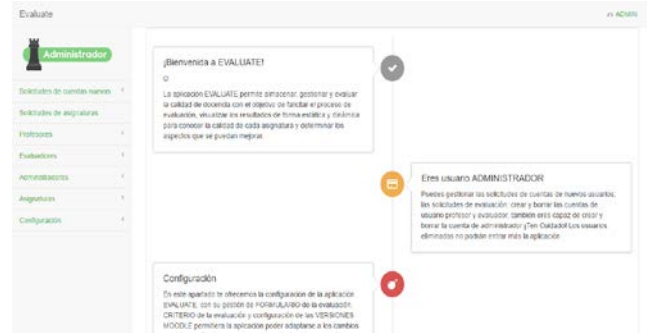 Evaluate
ADMIN
Administrador
Solicitudes de cuentas nuevas
Solicitudes de asignaturas
Profesores
Evaluadores
Administradores
Asignaturas
Configuración
¡Bienvenida a EVALUATE!
La aplicación EVALUATE permite almacenar, gestionar y evaluar
la calidad de docencia con el objetivo de facilitar el proceso de
evaluación, visualizar los resultados de forma estática y dinámica
para conocer la calidad de cada asignatura y determinar los
aspectos que se puedan mejorar.
Eres usuario ADMINISTRADOR
Puedes gestionar las solicitudes de cuentas de nuevos usuarios,
las solicitudes de evaluación, crear y borrar las cuentas de
usuario profesor y evaluador, también eres capaz de crear y
borrar la cuenta de administrador ¡Ten Cuidado! Los usuarios
eliminados no podrán entrar más la aplicación.
Configuración
En este apartado te ofrecemos la configuración de la aplicación
EVALUATE, con su gestión de FORMULARIO de la evaluación,
CRITERIO de la evaluación y configuración de las VERSIONES
MOODLE permitiera la aplicación poder adaptarse a los cambios